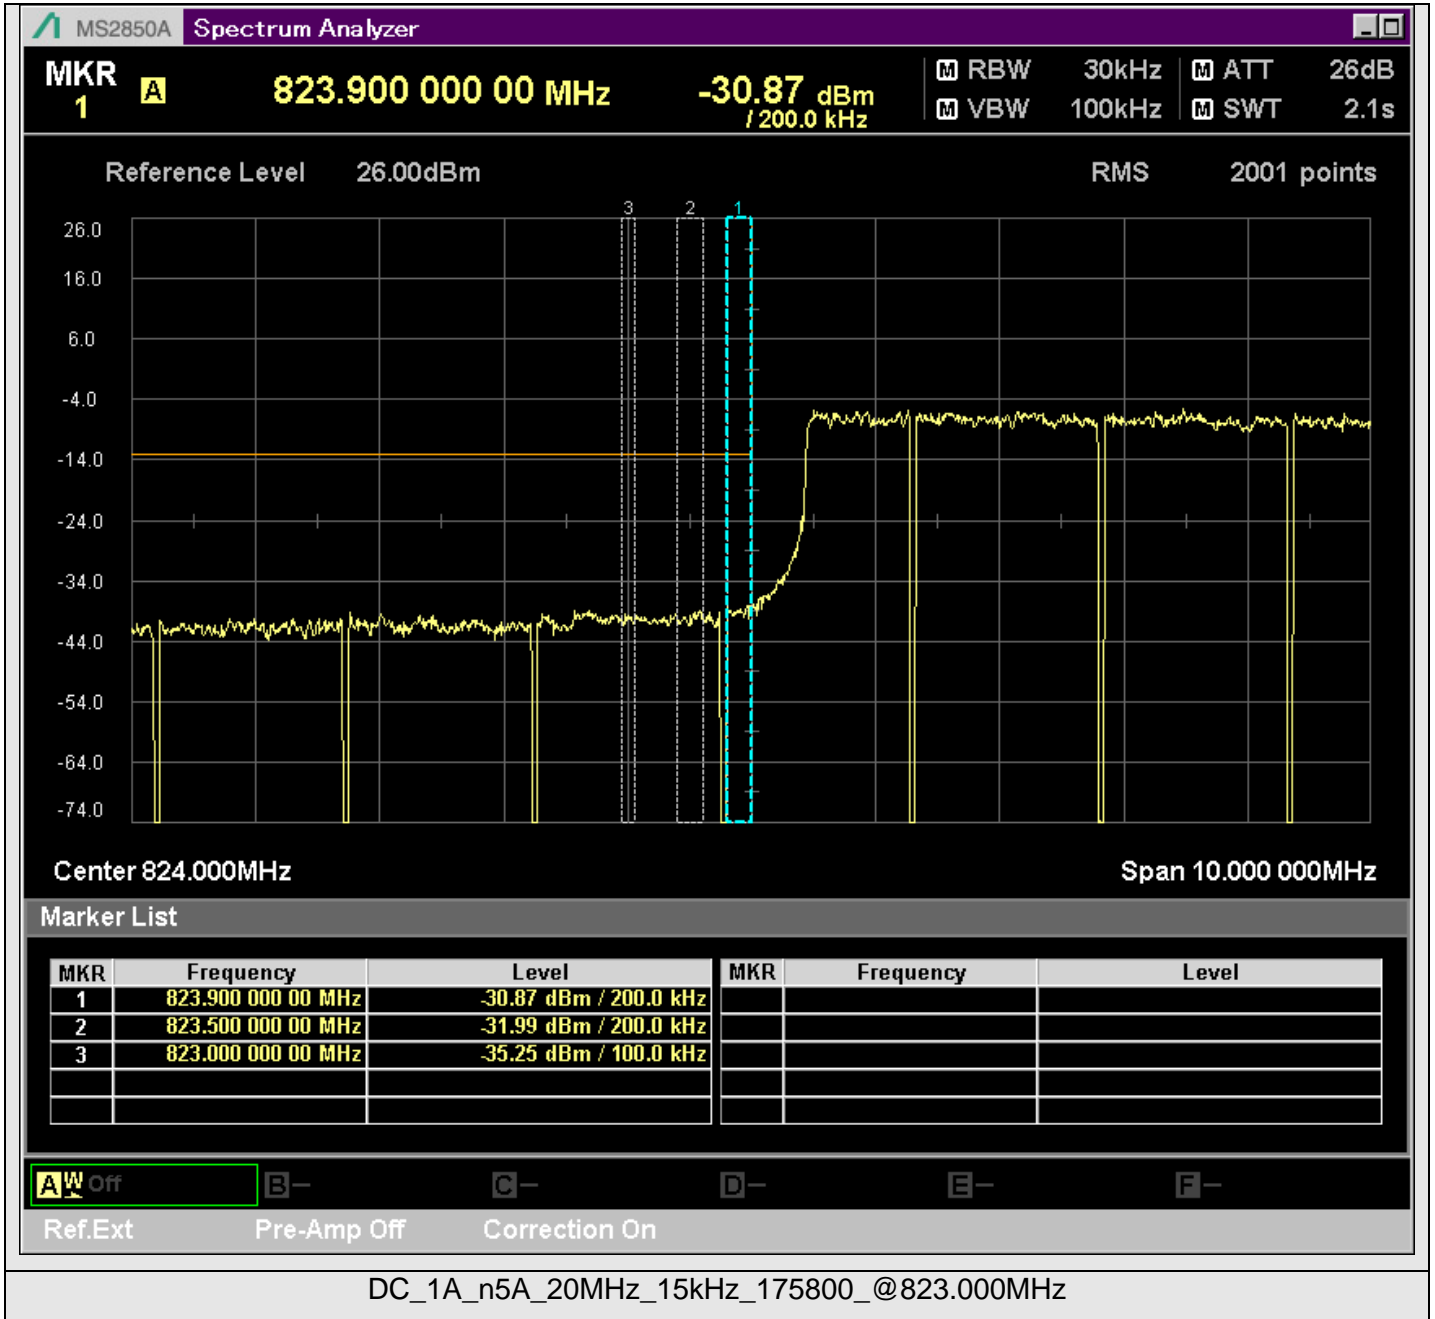 MS2850A Spectrum Analyzer
MKR 1 A 823.900 000 00 MHz -30.87 dBm / 200.0 kHz
M RBW 30kHz M ATT 26dB
M VBW 100kHz M SWT 2.1s
Reference Level 26.00dBm RMS 2001 points
3 2 1
26.0
16.0
6.0
-4.0
-14.0
-24.0
-34.0
-44.0
-54.0
-64.0
-74.0
Center 824.000MHz Span 10.000 000MHz
Marker List
MKR Frequency Level MKR Frequency Level
1 823.900 000 00 MHz -30.87 dBm / 200.0 kHz
2 823.500 000 00 MHz -31.99 dBm / 200.0 kHz
3 823.000 000 00 MHz -35.25 dBm / 100.0 kHz
A W Off B – C – D – E – F –
Ref.Ext Pre-Amp Off Correction On
DC_1A_n5A_20MHz_15kHz_175800_@823.000MHz